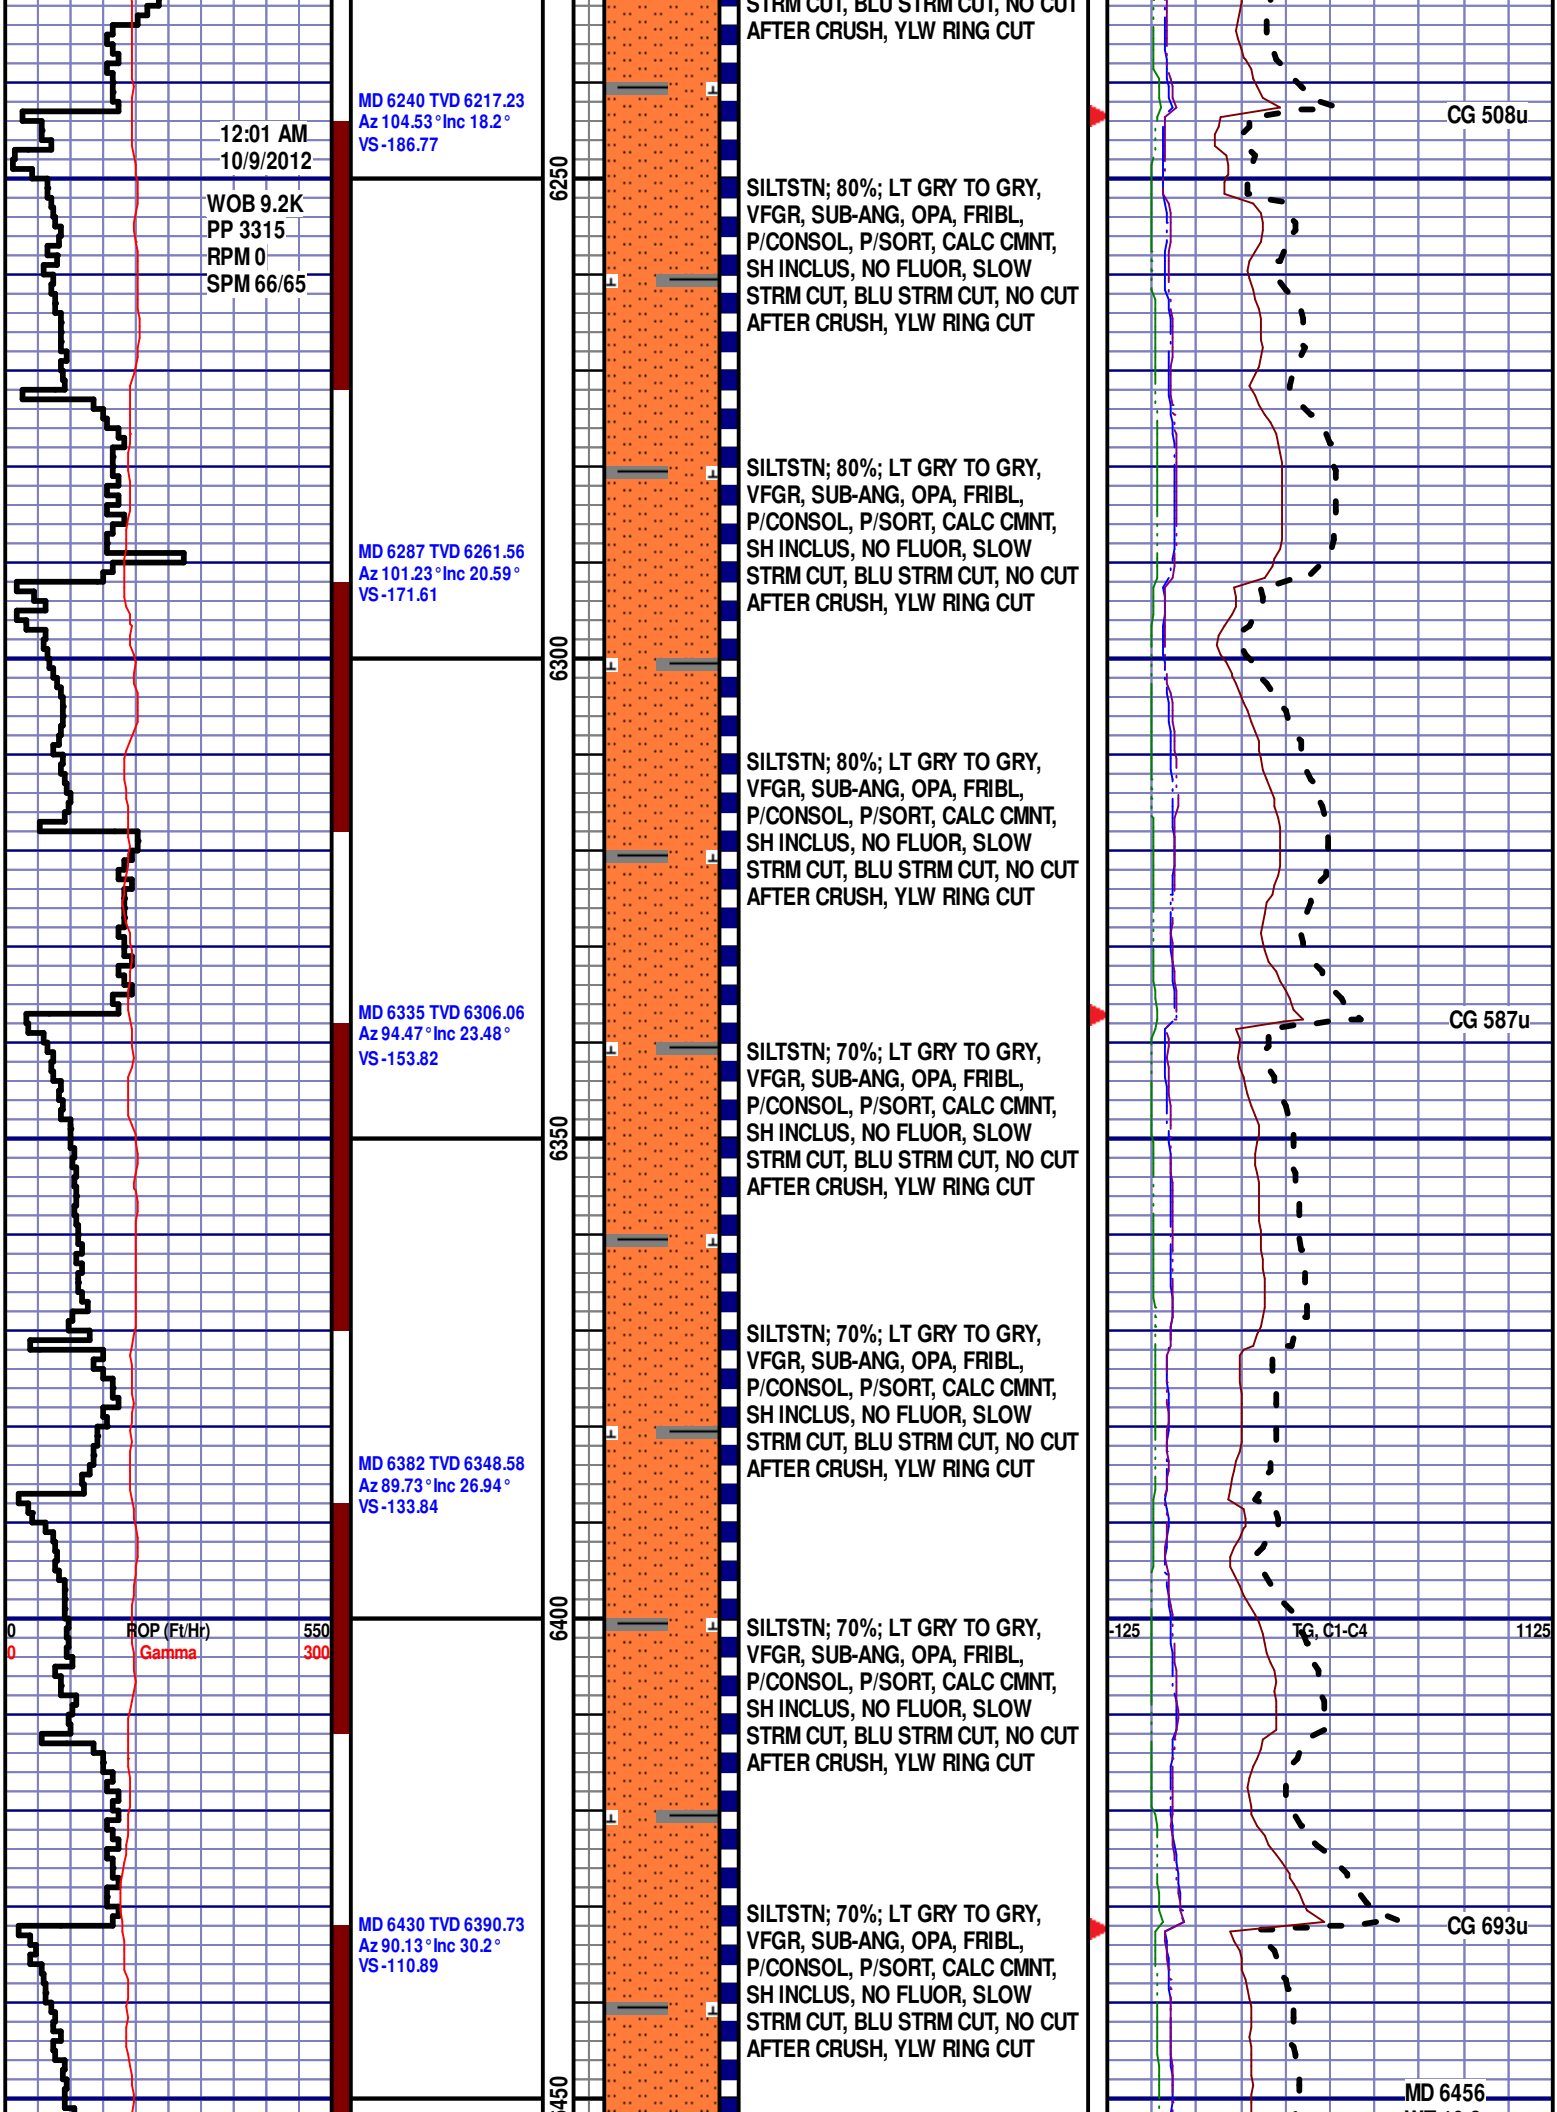 STRM CUT, BLU STRM CUT, NO CUT
AFTER CRUSH, YLW RING CUT
MD 6240 TVD 6217.23
Az 104.53°Inc 18.2°
VS-186.77
CG 508u
12:01 AM
10/9/2012
WOB 9.2K
PP 3315
RPM 0
SPM 66/65
6250
SILTSTN; 80%; LT GRY TO GRY,
VFGR, SUB-ANG, OPA, FRIBL,
P/CONSOL, P/SORT, CALC CMNT,
SH INCLUS, NO FLUOR, SLOW
STRM CUT, BLU STRM CUT, NO CUT
AFTER CRUSH, YLW RING CUT
SILTSTN; 80%; LT GRY TO GRY,
VFGR, SUB-ANG, OPA, FRIBL,
P/CONSOL, P/SORT, CALC CMNT,
SH INCLUS, NO FLUOR, SLOW
STRM CUT, BLU STRM CUT, NO CUT
AFTER CRUSH, YLW RING CUT
MD 6287 TVD 6261.56
Az 101.23°Inc 20.59°
VS-171.61
6300
SILTSTN; 80%; LT GRY TO GRY,
VFGR, SUB-ANG, OPA, FRIBL,
P/CONSOL, P/SORT, CALC CMNT,
SH INCLUS, NO FLUOR, SLOW
STRM CUT, BLU STRM CUT, NO CUT
AFTER CRUSH, YLW RING CUT
MD 6335 TVD 6306.06
Az 94.47°Inc 23.48°
VS-153.82
CG 587u
SILTSTN; 70%; LT GRY TO GRY,
VFGR, SUB-ANG, OPA, FRIBL,
P/CONSOL, P/SORT, CALC CMNT,
SH INCLUS, NO FLUOR, SLOW
STRM CUT, BLU STRM CUT, NO CUT
AFTER CRUSH, YLW RING CUT
6350
SILTSTN; 70%; LT GRY TO GRY,
VFGR, SUB-ANG, OPA, FRIBL,
P/CONSOL, P/SORT, CALC CMNT,
SH INCLUS, NO FLUOR, SLOW
STRM CUT, BLU STRM CUT, NO CUT
AFTER CRUSH, YLW RING CUT
MD 6382 TVD 6348.58
Az 89.73°Inc 26.94°
VS-133.84
6400
0 ROP (Ft/Hr) 550
0 Gamma 300
-125 TG, C1-C4 1125
SILTSTN; 70%; LT GRY TO GRY,
VFGR, SUB-ANG, OPA, FRIBL,
P/CONSOL, P/SORT, CALC CMNT,
SH INCLUS, NO FLUOR, SLOW
STRM CUT, BLU STRM CUT, NO CUT
AFTER CRUSH, YLW RING CUT
MD 6430 TVD 6390.73
Az 90.13°Inc 30.2°
VS-110.89
CG 693u
SILTSTN; 70%; LT GRY TO GRY,
VFGR, SUB-ANG, OPA, FRIBL,
P/CONSOL, P/SORT, CALC CMNT,
SH INCLUS, NO FLUOR, SLOW
STRM CUT, BLU STRM CUT, NO CUT
AFTER CRUSH, YLW RING CUT
6450
MD 6456